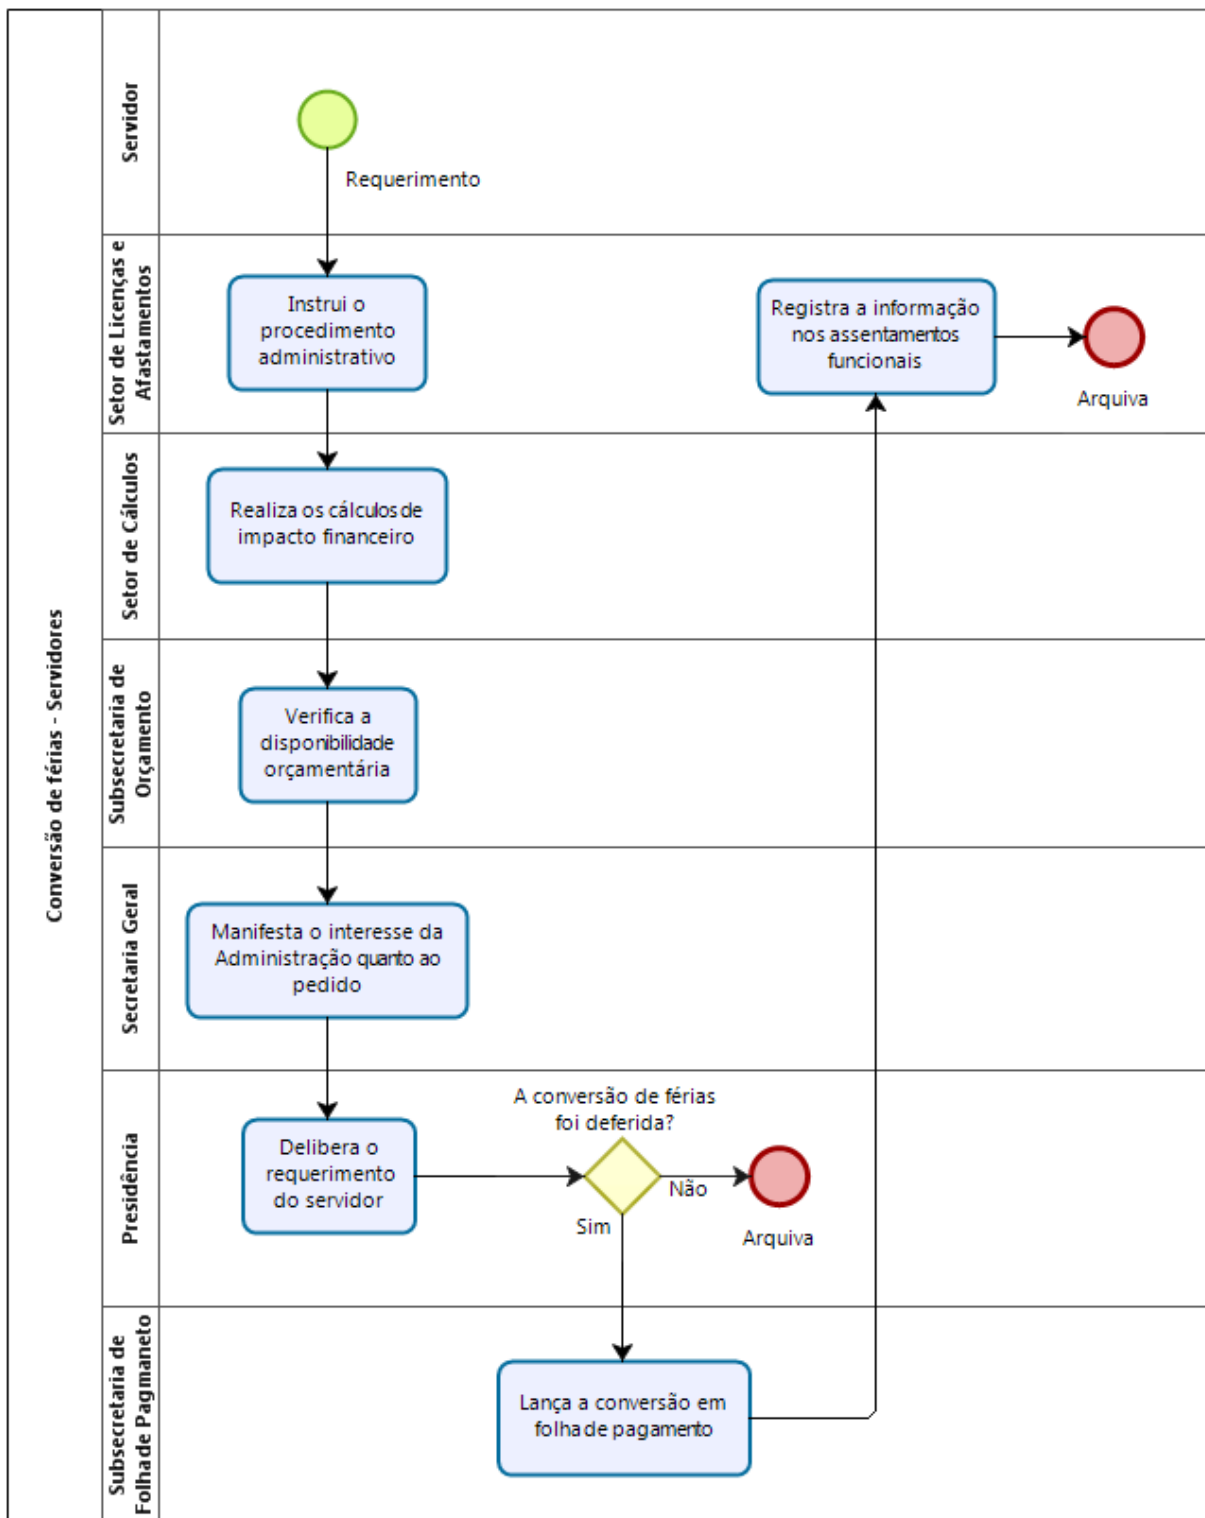 Conversão de férias - Servidores
Servidor
Requerimento
Setor de Licenças e
Afastamentos
Instrui o
procedimento
administrativo
Registra a informação
nos assentamentos
funcionais
Arquiva
Setor de Cálculos
Realiza os cálculos de
impacto financeiro
Subsecretaria de
Orçamento
Verifica a
disponibilidade
orçamentária
Secretaria Geral
Manifesta o interesse da
Administração quanto ao
pedido
Presidência
Delibera o
requerimento
do servidor
A conversão de férias
foi deferida?
Não
Sim
Arquiva
Subsecretaria de
Folha de Pagmaneto
Lança a conversão em
folha de pagamento